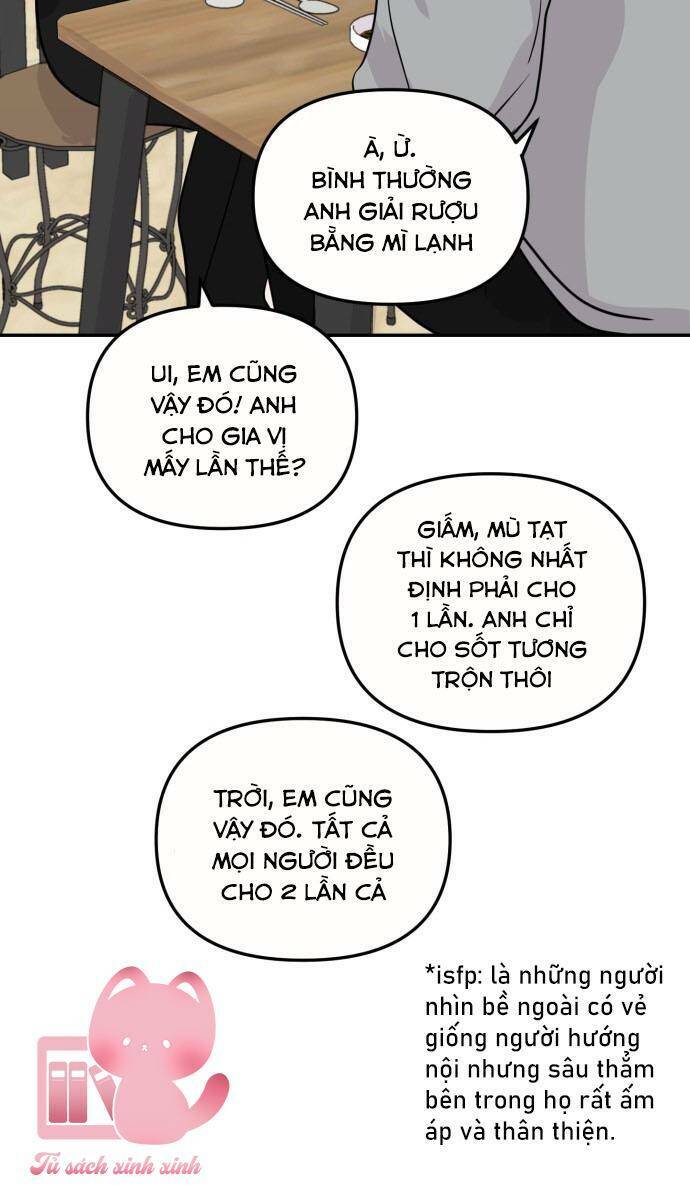 À, Ừ.
BÌNH THƯỜNG
ANH GIẢI RƯỢU
BẰNG MÌ LẠNH
UI, EM CŨNG
VẬY ĐÓ! ANH
CHO GIA VỊ
MẤY LẦN THẾ?
GIẤM, MÙ TẠT
THÌ KHÔNG NHẤT
ĐỊNH PHẢI CHO
1 LẦN. ANH CHỈ
CHO SỐT TƯƠNG
TRỘN THÔI
TRỜI, EM CŨNG
VẬY ĐÓ. TẤT CẢ
MỌI NGƯỜI ĐỀU
CHO 2 LẦN CẢ
*isfp: là những người
nhìn bề ngoài có vẻ
giống người hướng
nội nhưng sâu thẳm
bên trong họ rất ấm
áp và thân thiện.
Tủ sách xinh xinh